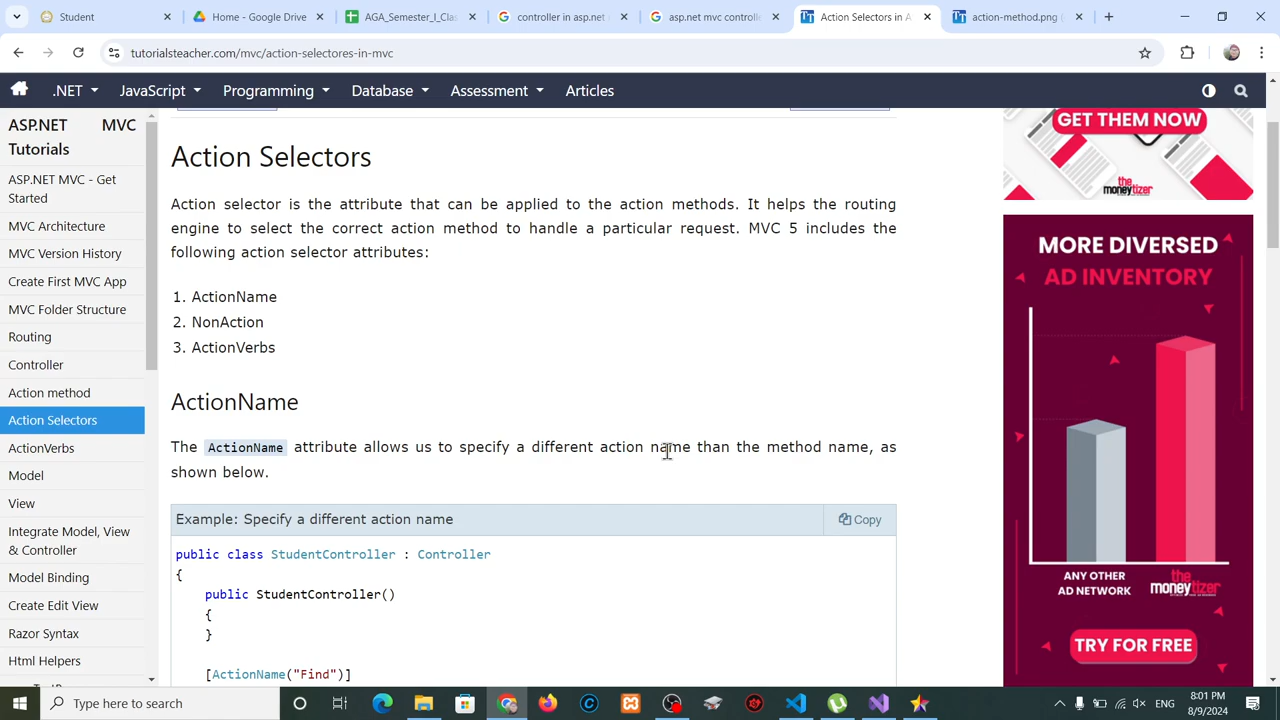 Student
Home - Google Drive
AGA_Semester_I_Clas
controller in asp.net
asp.net mvc controll
Action Selectors in A
action-method.png (
tutorialsteacher.com/mvc/action-selectores-in-mvc
.NET
JavaScript
Programming
Database
Assessment
Articles
ASP.NET MVC
Tutorials
ASP.NET MVC - Get
Started
MVC Architecture
MVC Version History
Create First MVC App
MVC Folder Structure
Routing
Controller
Action method
Action Selectors
ActionVerbs
Model
View
Integrate Model, View
& Controller
Model Binding
Create Edit View
Razor Syntax
Html Helpers
Action Selectors
Action selector is the attribute that can be applied to the action methods. It helps the routing
engine to select the correct action method to handle a particular request. MVC 5 includes the
following action selector attributes:
1. ActionName
2. NonAction
3. ActionVerbs
ActionName
The ActionName attribute allows us to specify a different action name than the method name, as
shown below.
Example: Specify a different action name
Copy
public class StudentController : Controller
{
public StudentController()
{
}
[ActionName("Find")]
GET THEM NOW
the
moneytizer
MORE DIVERSED
AD INVENTORY
ANY OTHER
AD NETWORK
the
moneytizer
TRY FOR FREE
Type here to search
ENG
8:01 PM
8/9/2024